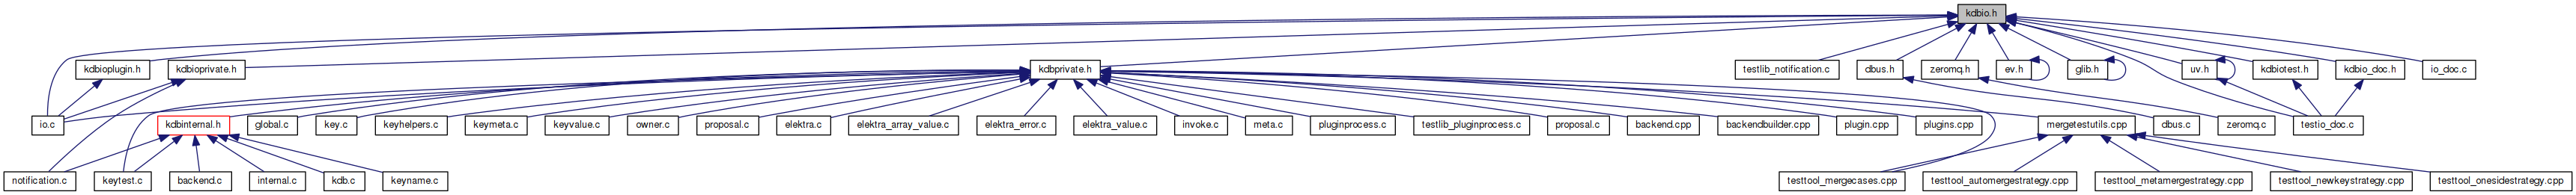 kdbio.h
kdbioplugin.h
kdbioprivate.h
kdbprivate.h
testlib_notification.c
dbus.h
zeromq.h
ev.h
glib.h
uv.h
kdbiotest.h
kdbio_doc.h
io_doc.c
io.c
kdbinternal.h
global.c
key.c
keyhelpers.c
keymeta.c
keyvalue.c
owner.c
proposal.c
elektra.c
elektra_array_value.c
elektra_error.c
elektra_value.c
invoke.c
meta.c
pluginprocess.c
testlib_pluginprocess.c
proposal.c
backend.cpp
backendbuilder.cpp
plugin.cpp
plugins.cpp
mergetestutils.cpp
dbus.c
zeromq.c
testio_doc.c
notification.c
keytest.c
backend.c
internal.c
kdb.c
keyname.c
testtool_mergecases.cpp
testtool_automergestrategy.cpp
testtool_metamergestrategy.cpp
testtool_newkeystrategy.cpp
testtool_onesidestrategy.cpp